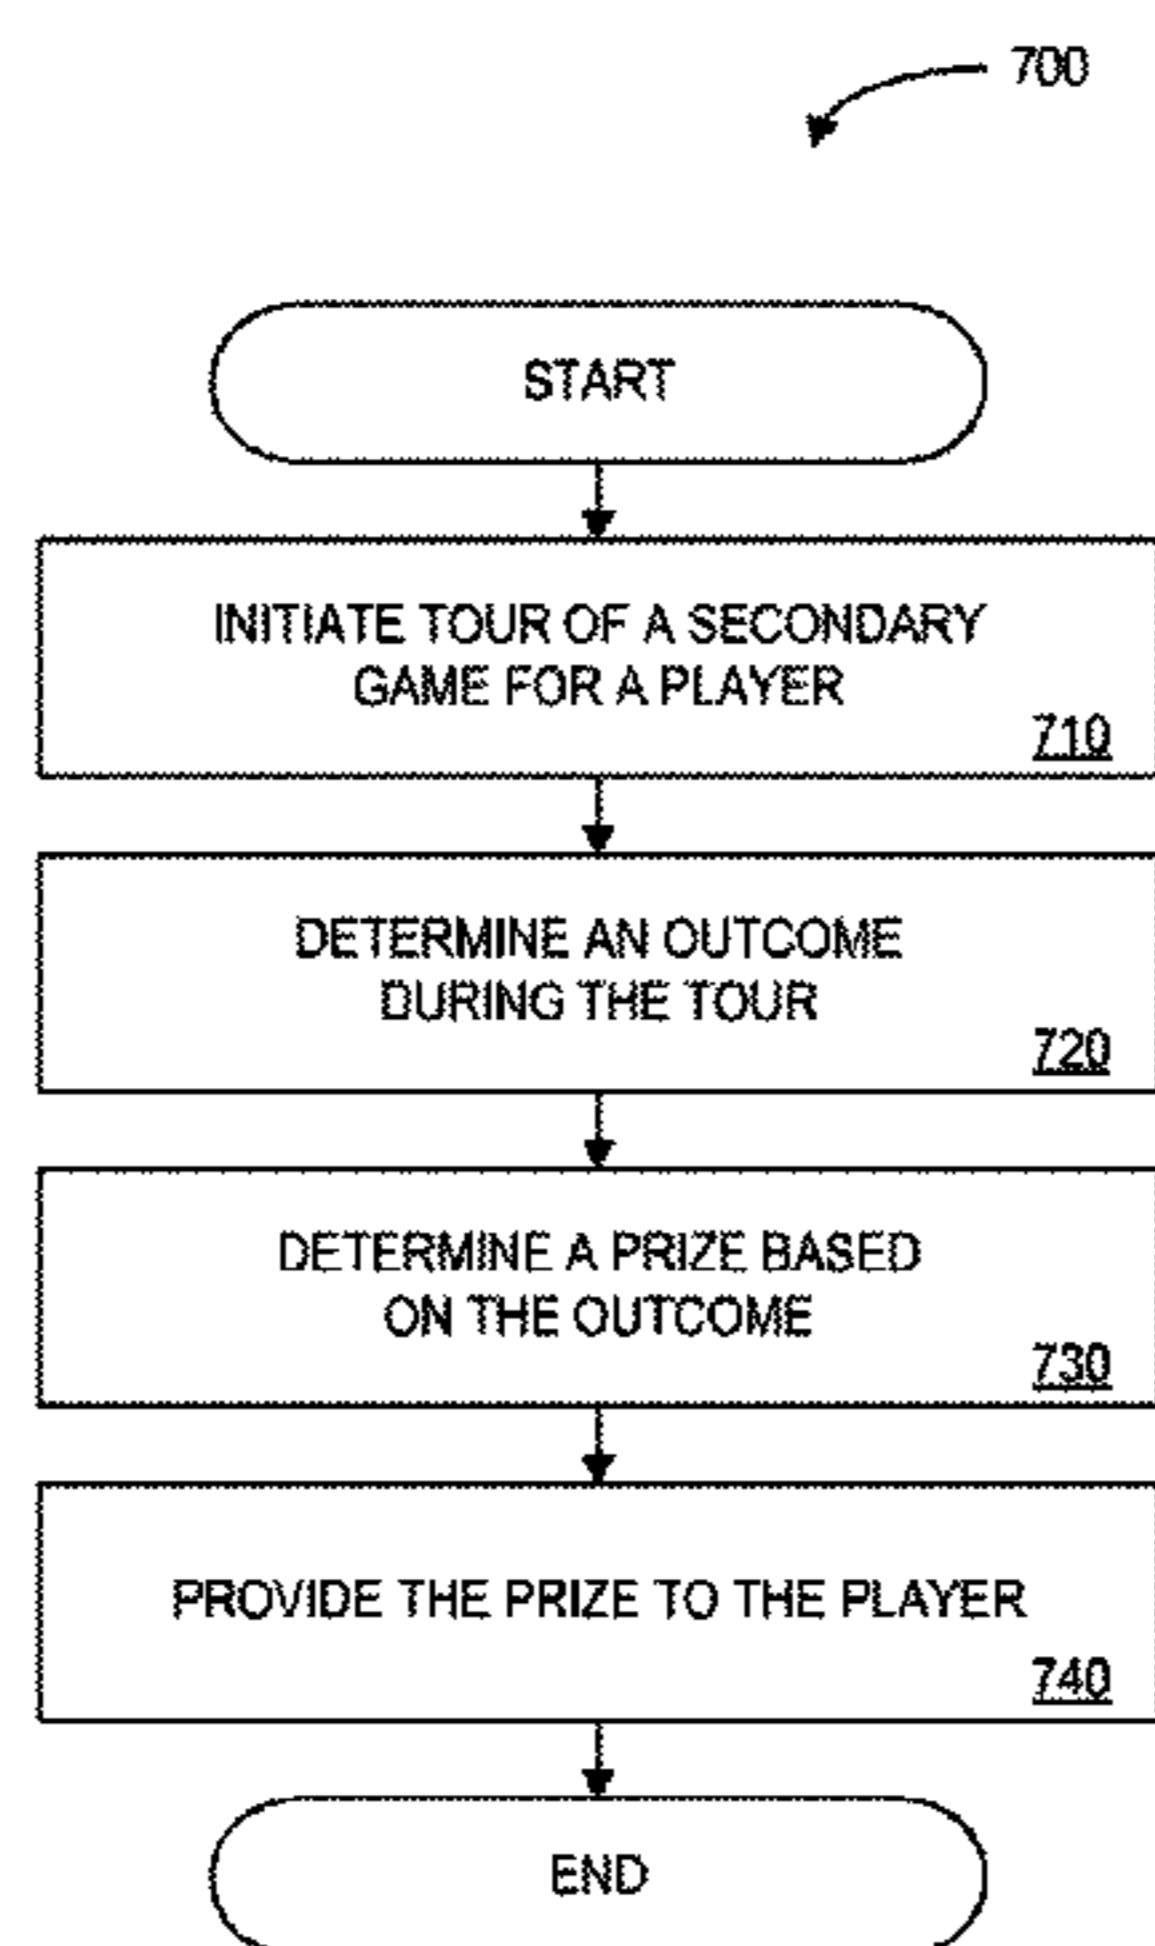 700
START
INITIATE TOUR OF A SECONDARY
GAME FOR A PLAYER
710
DETERMINE AN OUTCOME
DURING THE TOUR
720
DETERMINE A PRIZE BASED
ON THE OUTCOME
730
PROVIDE THE PRIZE TO THE PLAYER
740
END